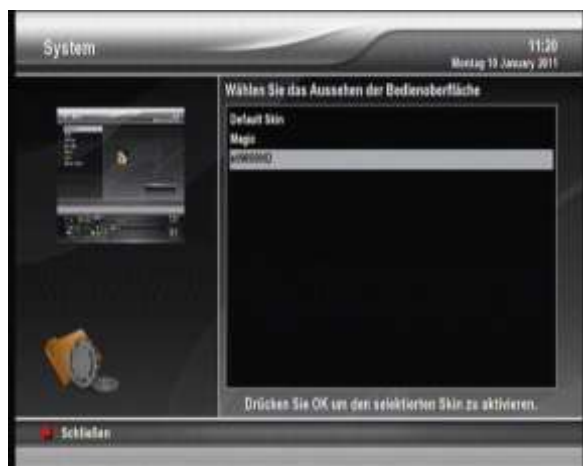 System
11:20
Montag 10 January 2011
Wählen Sie das Aussehen der Bedienoberfläche
Default Skin
Magic
Drücken Sie OK um den selektierten Skin zu aktivieren.
Schließen